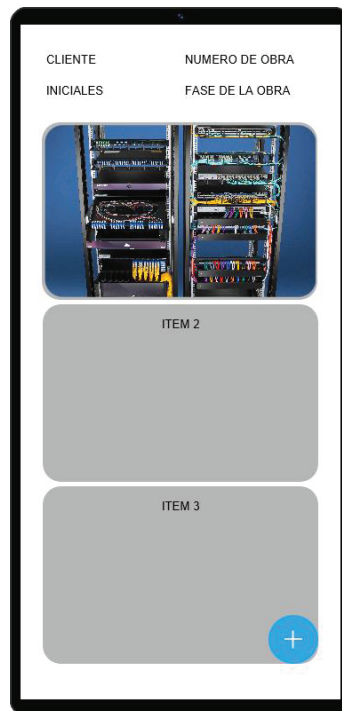 CLIENTE NUMERO DE OBRA
INICIALES FASE DE LA OBRA
ITEM 2
ITEM 3